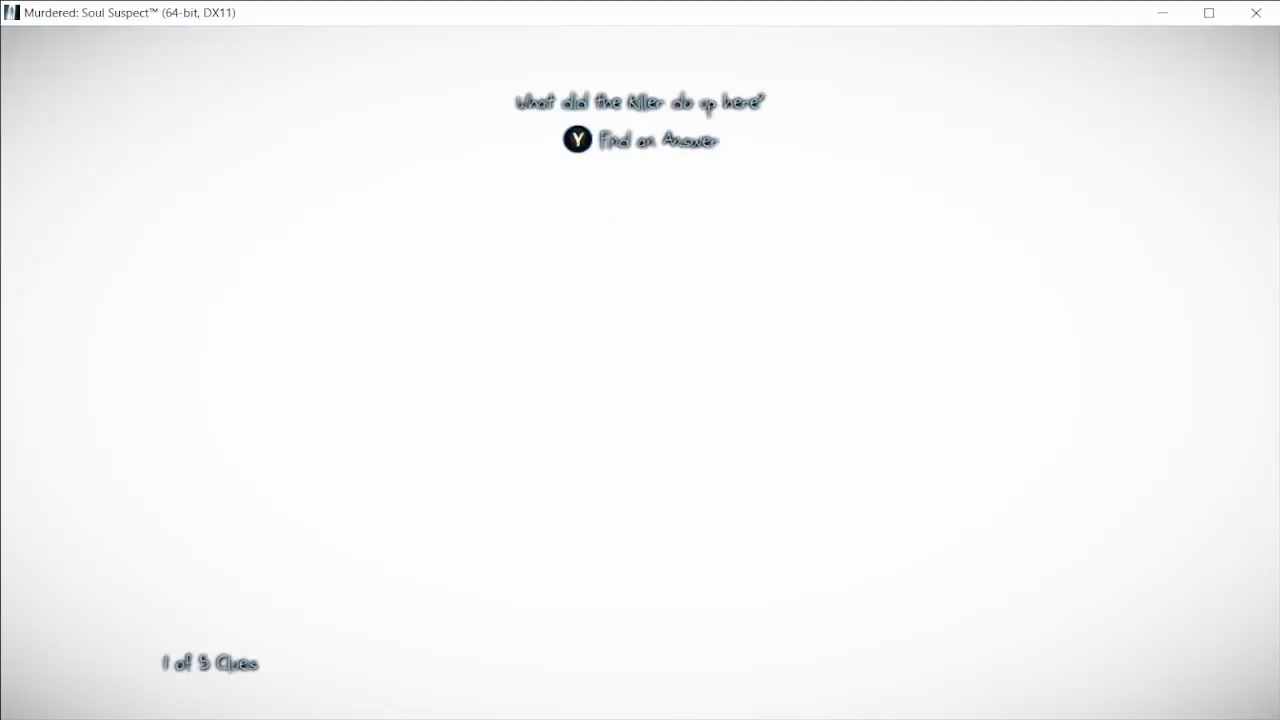 Murdered: Soul Suspect™ (64-bit, DX11)
What did the killer do up here?
Y Find an Answer
1 of 5 Clues